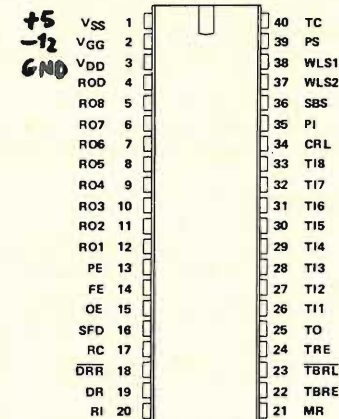 +5 VSS 1 40 TC
-12 VGG 2 39 PS
GND VDD 3 38 WLS1
ROD 4 37 WLS2
RO8 5 36 SBS
RO7 6 35 PI
RO6 7 34 CRL
RO5 8 33 TI8
RO4 9 32 TI7
RO3 10 31 TI6
RO2 11 30 TI5
RO1 12 29 TI4
PE 13 28 TI3
FE 14 27 TI2
OE 15 26 TI1
SFD 16 25 TO
RC 17 24 TRE
D̅R̅R̅ 18 23 T̅B̅R̅L̅
DR 19 22 TBRE
RI 20 21 MR